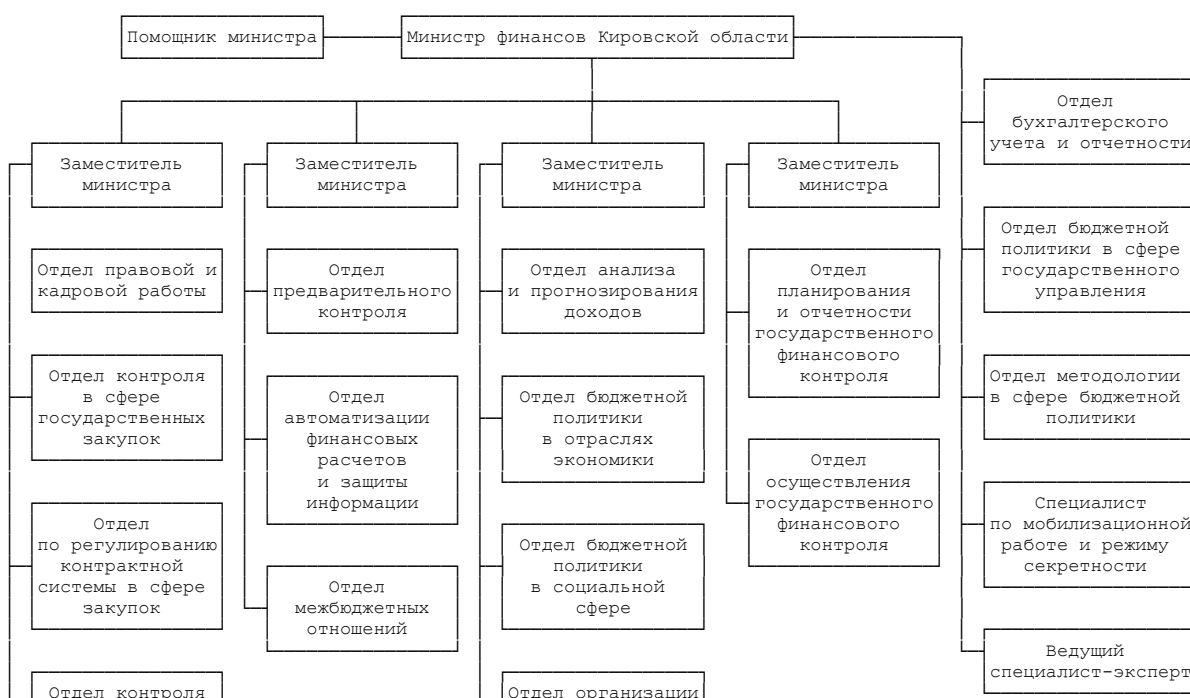 Помощник министра
Министр финансов Кировской области
Заместитель
министра
Отдел правовой и
кадровой работы
Отдел контроля
в сфере
государственных
закупок
Отдел
по регулированию
контрактной
системы в сфере
закупок
Отдел контроля
Заместитель
министра
Отдел
предварительного
контроля
Отдел
автоматизации
финансовых
расчетов
и защиты
информации
Отдел
межбюджетных
отношений
Заместитель
министра
Отдел анализа
и прогнозирования
доходов
Отдел бюджетной
политики
в отраслях
экономики
Отдел бюджетной
политики
в социальной
сфере
Отдел организации
Заместитель
министра
Отдел
планирования
и отчетности
государственного
финансового
контроля
Отдел
осуществления
государственного
финансового
контроля
Отдел
бухгалтерского
учета и отчетности
Отдел бюджетной
политики в сфере
государственного
управления
Отдел методологии
в сфере бюджетной
политики
Специалист
по мобилизационной
работе и режиму
секретности
Ведущий
специалист-эксперт